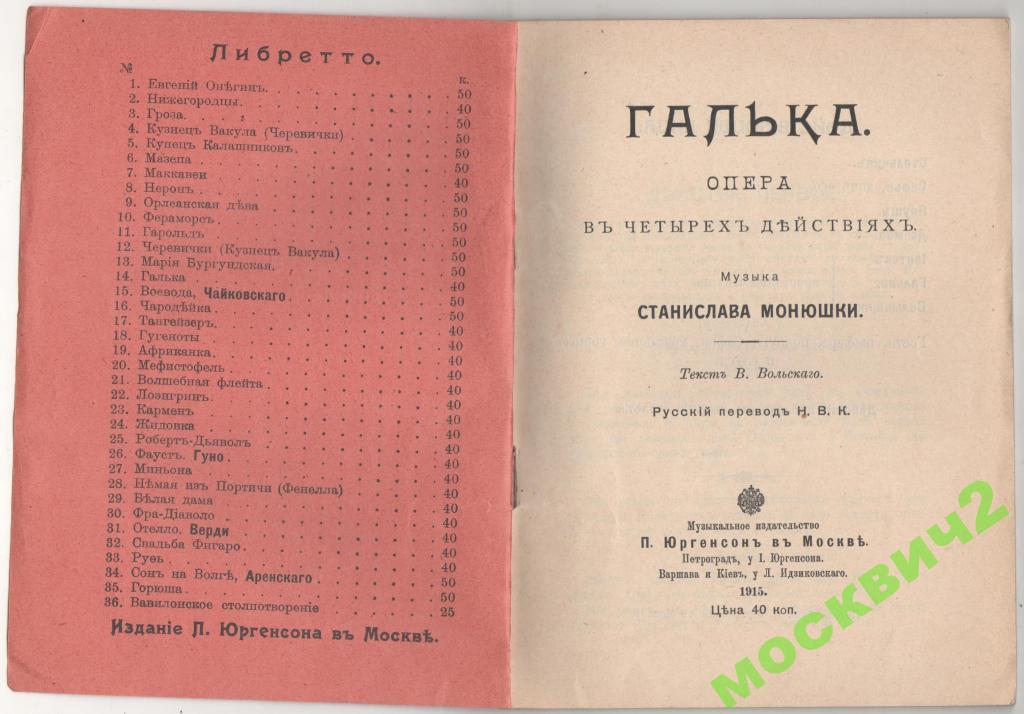 Либретто.
№ к.
1. Евгеній Онѣгинъ. 50
2. Нижегородцы. 40
3. Гроза. 50
4. Кузнец Вакула (Черевички) 50
5. Купец Калашниковъ. 50
6. Мазепа 50
7. Маккавеи 40
8. Неронъ 50
9. Орлеанская дѣва 50
10. Фераморсъ 50
11. Гарольдъ 50
12. Черевички (Кузнец Вакула) 50
13. Марія Бургундская. 50
14. Галька 40
15. Воевода, Чайковскаго 50
16. Чародѣйка 50
17. Тангейзеръ. 40
18. Гугеноты 40
19. Африканка. 40
20. Мефистофель 40
21. Волшебная флейта 40
22. Лоэнгринъ. 40
23. Карменъ 40
24. Жидовка 40
25. Робертъ-Дьяволъ 40
26. Фаустъ. Гуно 40
27. Миньона 40
28. Нѣмая изъ Портичи (Фенелла) 40
29. Бѣлая дама 40
30. Фра-Діаволо 40
31. Отелло, Верди 40
32. Свадьба Фигаро. 40
33. Руѳь 40
34. Сонъ на Волгѣ, Аренскаго 50
35. Горюша 50
36. Вавилонское столпотвореніе 25
Изданіе П. Юргенсона въ Москвѣ.
ГАЛЬКА.
ОПЕРА
ВЪ ЧЕТЫРЕХЪ ДѢЙСТВІЯХЪ.
Музыка
СТАНИСЛАВА МОНЮШКИ.
Текстъ В. Вольскаго.
Русскій переводъ Н. В. К.
Музыкальное издательство
П. Юргенсонъ въ Москвѣ.
Петроградъ, у І. Юргенсона.
Варшава и Кіевъ, у Л. Идзиковскаго.
1915.
Цѣна 40 коп.
МОСКВИЧ2